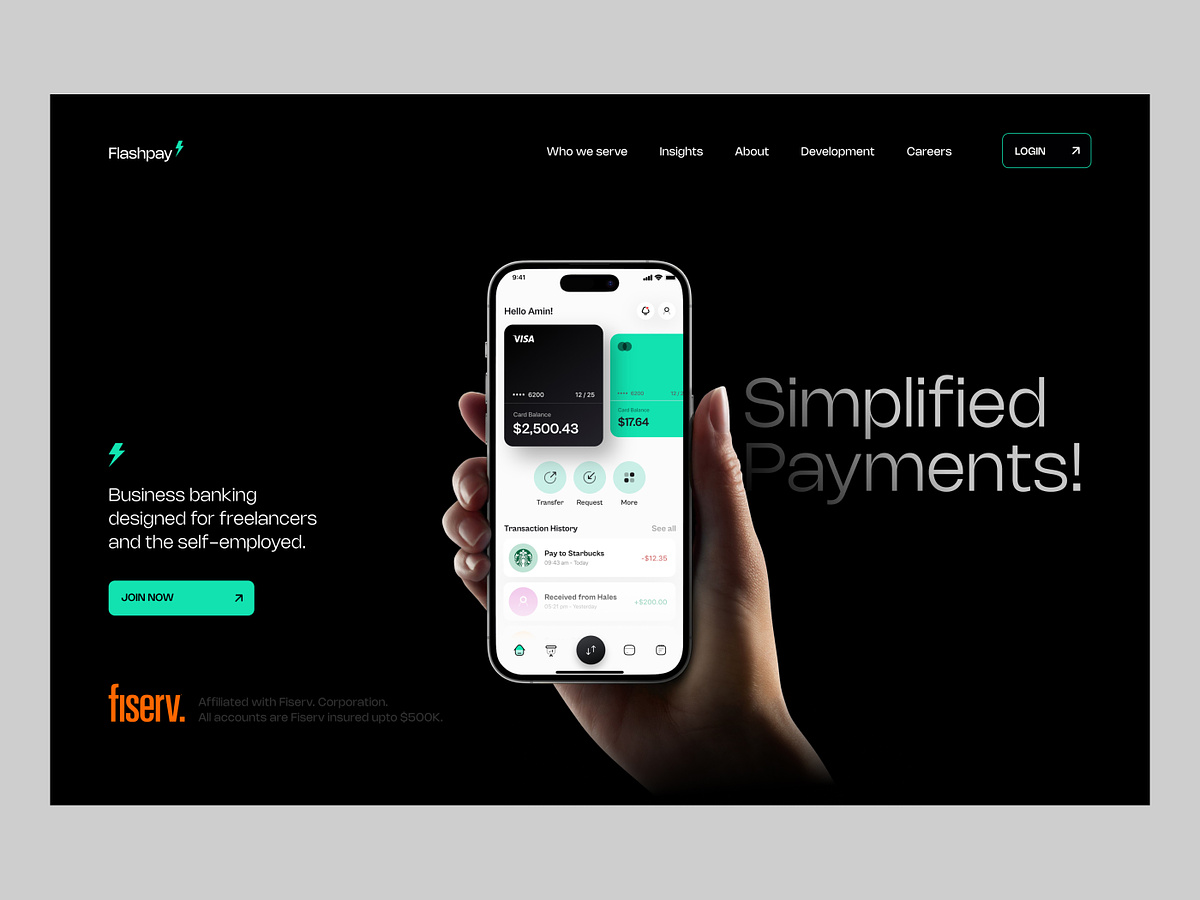 Flashpay
Who we serve
Insights
About
Development
Careers
LOGIN
9:41
Hello Amin!
VISA
•••• 6200
12 / 25
Card Balance
$2,500.43
•••• 6200
Card Balance
$17.64
Transfer
Request
More
Transaction History
See all
Pay to Starbucks
09:43 am - Today
-$12.35
Received from Hales
05:27 pm - Yesterday
+$200.00
Simplified
Payments!
Business banking
designed for freelancers
and the self-employed.
JOIN NOW
fiserv.
Affiliated with Fiserv. Corporation.
All accounts are Fiserv insured upto $500K.